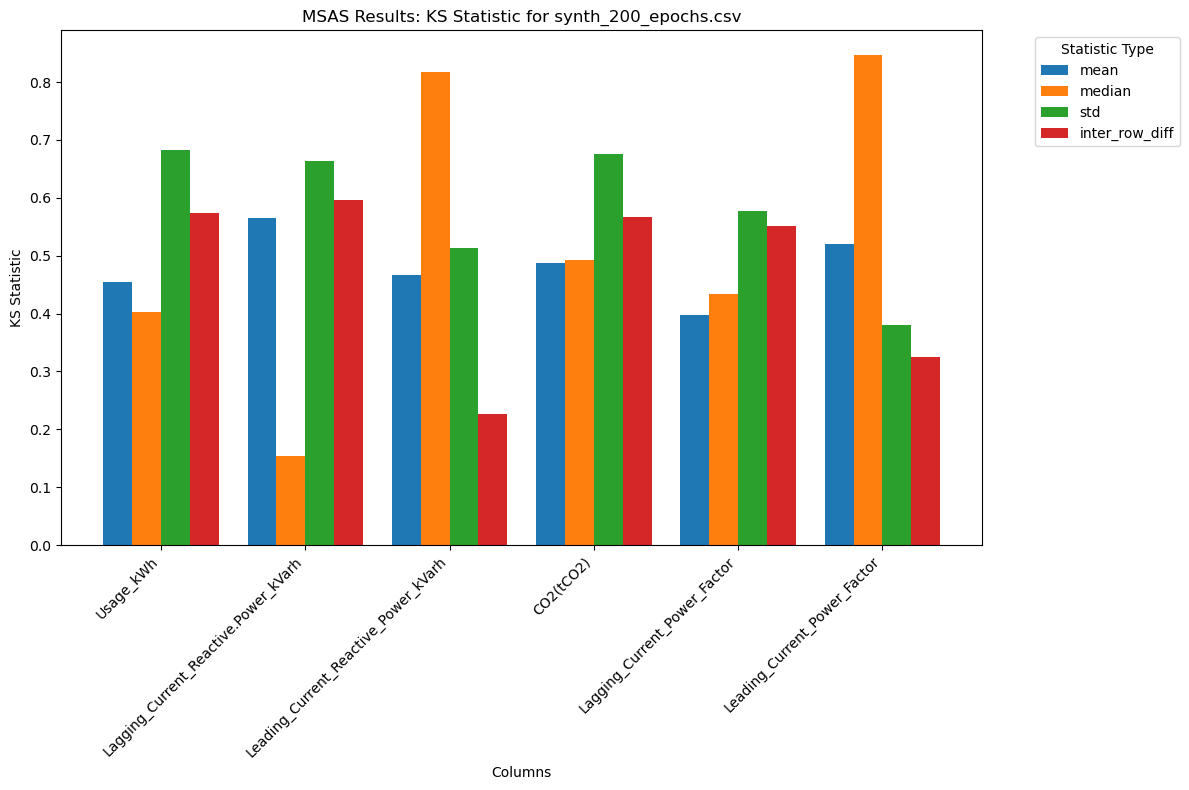 MSAS Results: KS Statistic for synth_200_epochs.csv
Statistic Type
mean
median
std
inter_row_diff
KS Statistic
0.8
0.7
0.6
0.5
0.4
0.3
0.2
0.1
0.0
Usage_kWh
Lagging_Current_Reactive.Power_kVarh
Leading_Current_Reactive_Power_kVarh
CO2(tCO2)
Lagging_Current_Power_Factor
Leading_Current_Power_Factor
Columns